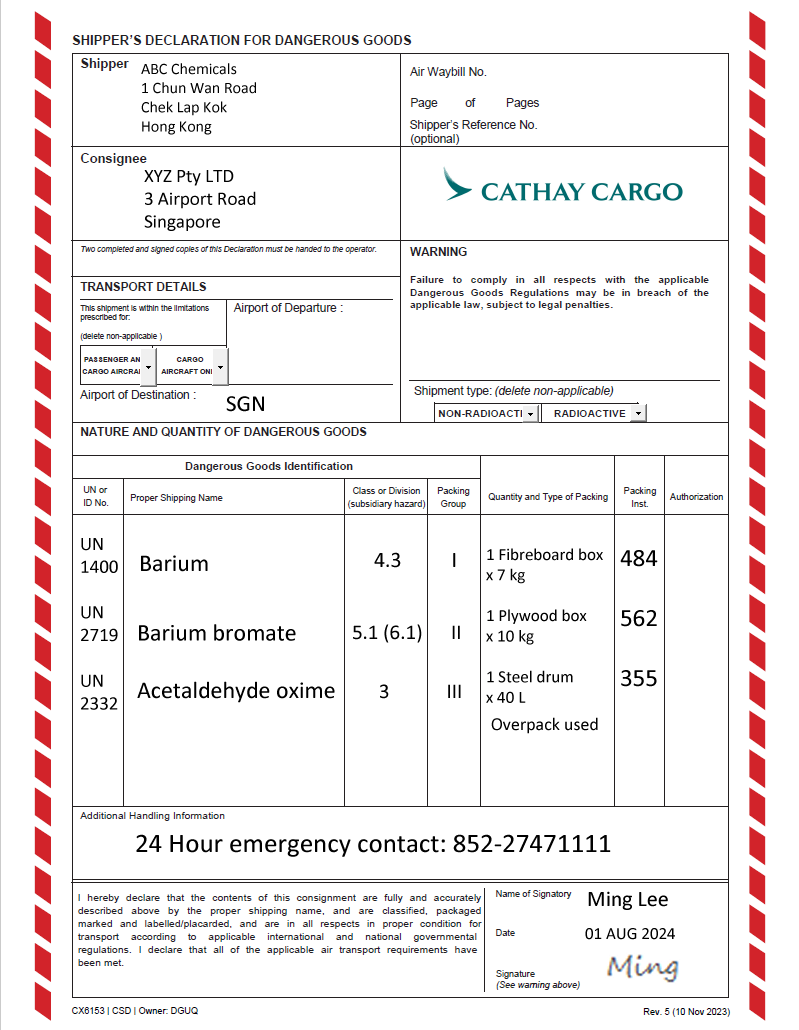 SHIPPER'S DECLARATION FOR DANGEROUS GOODS
Shipper
ABC Chemicals
1 Chun Wan Road
Chek Lap Kok
Hong Kong
Air Waybill No.
Page of Pages
Shipper's Reference No.
(optional)
Consignee
XYZ Pty LTD
3 Airport Road
Singapore
CATHAY CARGO
Two completed and signed copies of this Declaration must be handed to the operator.
WARNING
Failure to comply in all respects with the applicable
Dangerous Goods Regulations may be in breach of the
applicable law, subject to legal penalties.
TRANSPORT DETAILS
This shipment is within the limitations
prescribed for:
(delete non-applicable )
Airport of Departure :
PASSENGER AN
CARGO AIRCRA
CARGO
AIRCRAFT ON
Airport of Destination :
SGN
Shipment type: (delete non-applicable)
NON-RADIOACTI
RADIOACTIVE
NATURE AND QUANTITY OF DANGEROUS GOODS
Dangerous Goods Identification
UN or
ID No.
Proper Shipping Name
Class or Division
(subsidiary hazard)
Packing
Group
Quantity and Type of Packing
Packing
Inst.
Authorization
UN
1400
Barium
4.3
I
1 Fibreboard box
x 7 kg
484
UN
2719
Barium bromate
5.1 (6.1)
II
1 Plywood box
x 10 kg
562
UN
2332
Acetaldehyde oxime
3
III
1 Steel drum
x 40 L
355
Overpack used
Additional Handling Information
24 Hour emergency contact: 852-27471111
I hereby declare that the contents of this consignment are fully and accurately
described above by the proper shipping name, and are classified, packaged
marked and labelled/placarded, and are in all respects in proper condition for
transport according to applicable international and national governmental
regulations. I declare that all of the applicable air transport requirements have
been met.
Name of Signatory
Ming Lee
Date
01 AUG 2024
Signature
(See warning above)
Ming
CX6153 | CSD | Owner: DGUQ
Rev. 5 (10 Nov 2023)